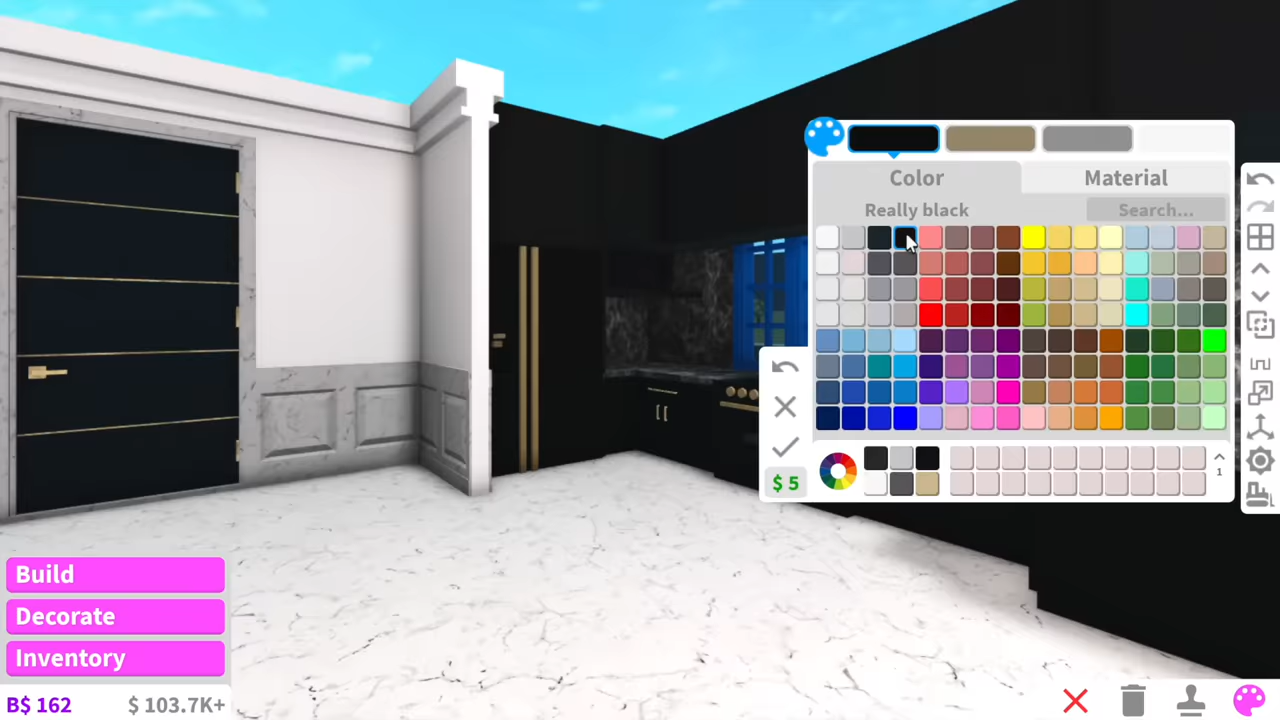 Color
Material
Really black
Search...
$ 5
1
Build
Decorate
Inventory
B$ 162
$ 103.7K+